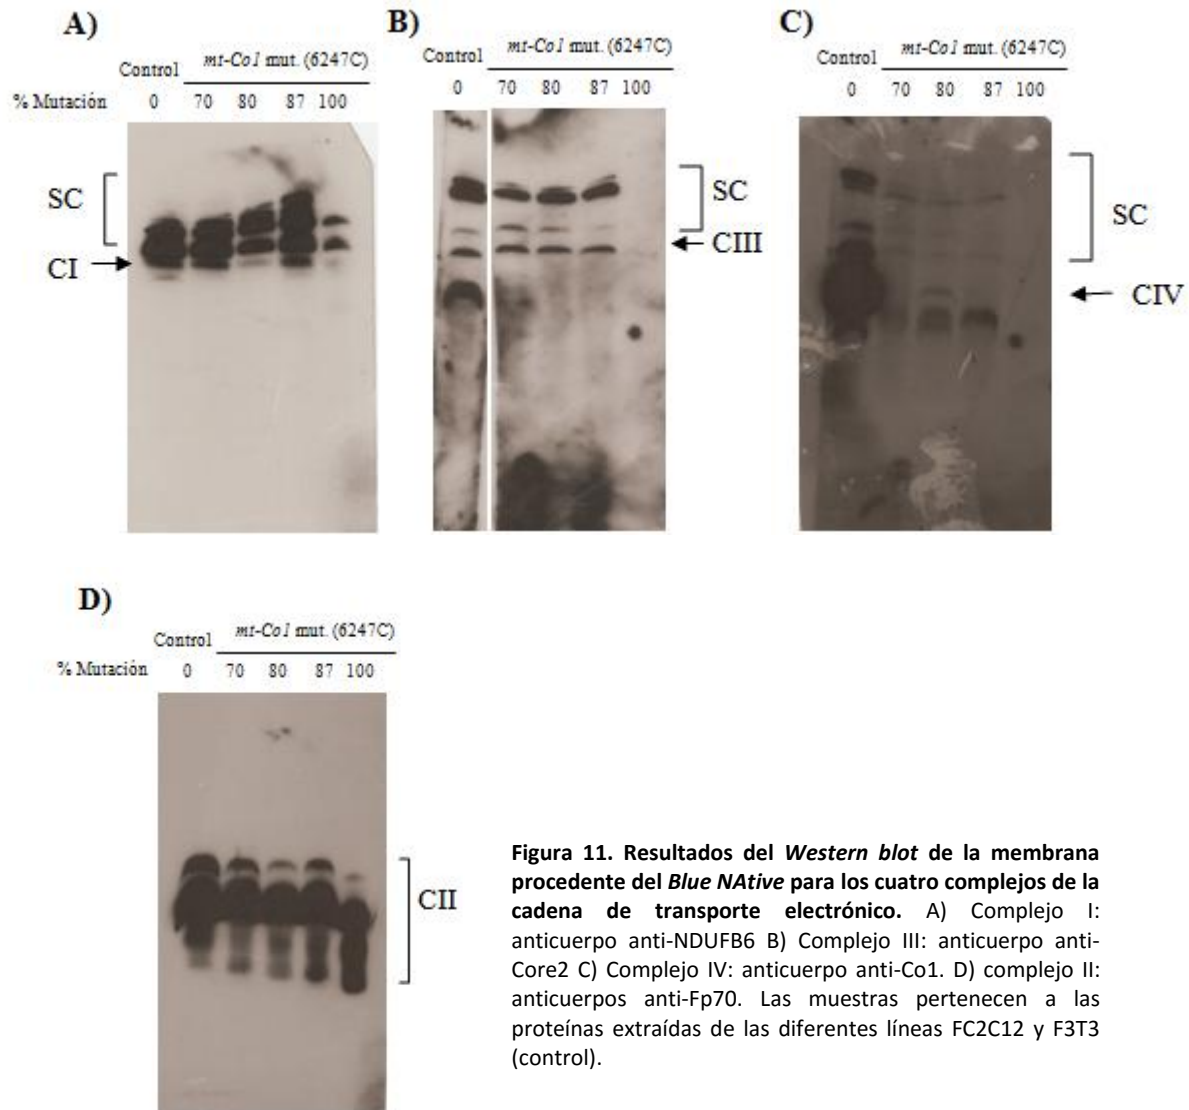 A)
Control mt-Co1 mut. (6247C)
% Mutación 0 70 80 87 100
SC
CI
B)
Control mt-Co1 mut. (6247C)
0 70 80 87 100
SC
CIII
C)
Control mt-Co1 mut. (6247C)
0 70 80 87 100
SC
CIV
D)
Control mt-Co1 mut. (6247C)
% Mutación 0 70 80 87 100
CII
Figura 11. Resultados del Western blot de la membrana
procedente del Blue NAtive para los cuatro complejos de la
cadena de transporte electrónico. A) Complejo I:
anticuerpo anti-NDUFB6 B) Complejo III: anticuerpo anti-
Core2 C) Complejo IV: anticuerpo anti-Co1. D) complejo II:
anticuerpos anti-Fp70. Las muestras pertenecen a las
proteínas extraídas de las diferentes líneas FC2C12 y F3T3
(control).